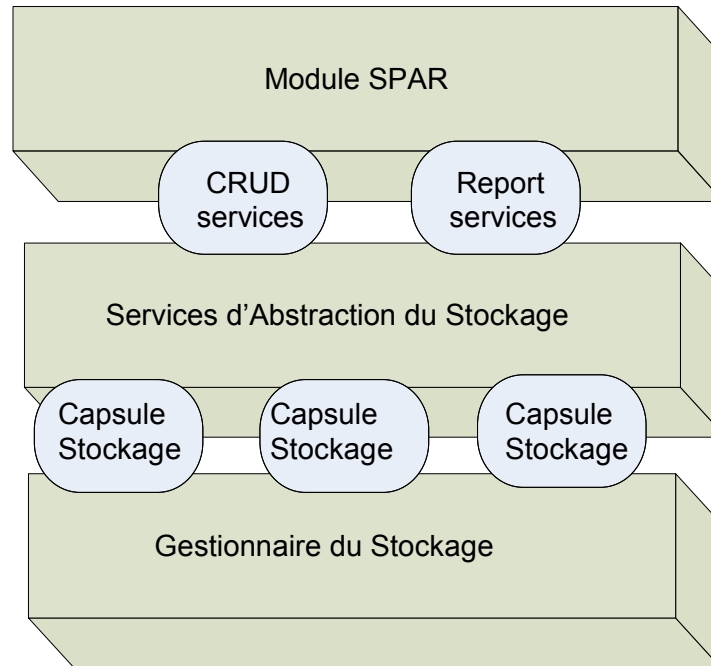 Module SPAR
CRUD
services
Report
services
Services d'Abstraction du Stockage
Capsule
Stockage
Capsule
Stockage
Capsule
Stockage
Gestionnaire du Stockage